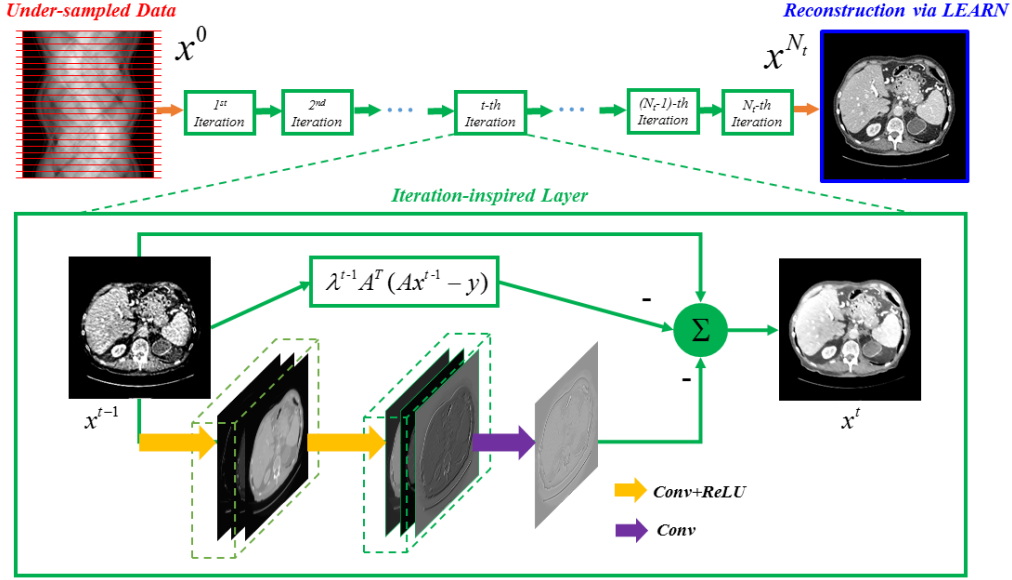 Under-sampled Data
Reconstruction via LEARN
x^0
x^{N_t}
1st
Iteration
2nd
Iteration
...
t-th
Iteration
...
(N_t-1)-th
Iteration
N_t-th
Iteration
Iteration-inspired Layer
λ^{t-1} A^T (Ax^{t-1} − y)
-
Σ
-
x^{t-1}
x^t
Conv+ReLU
Conv